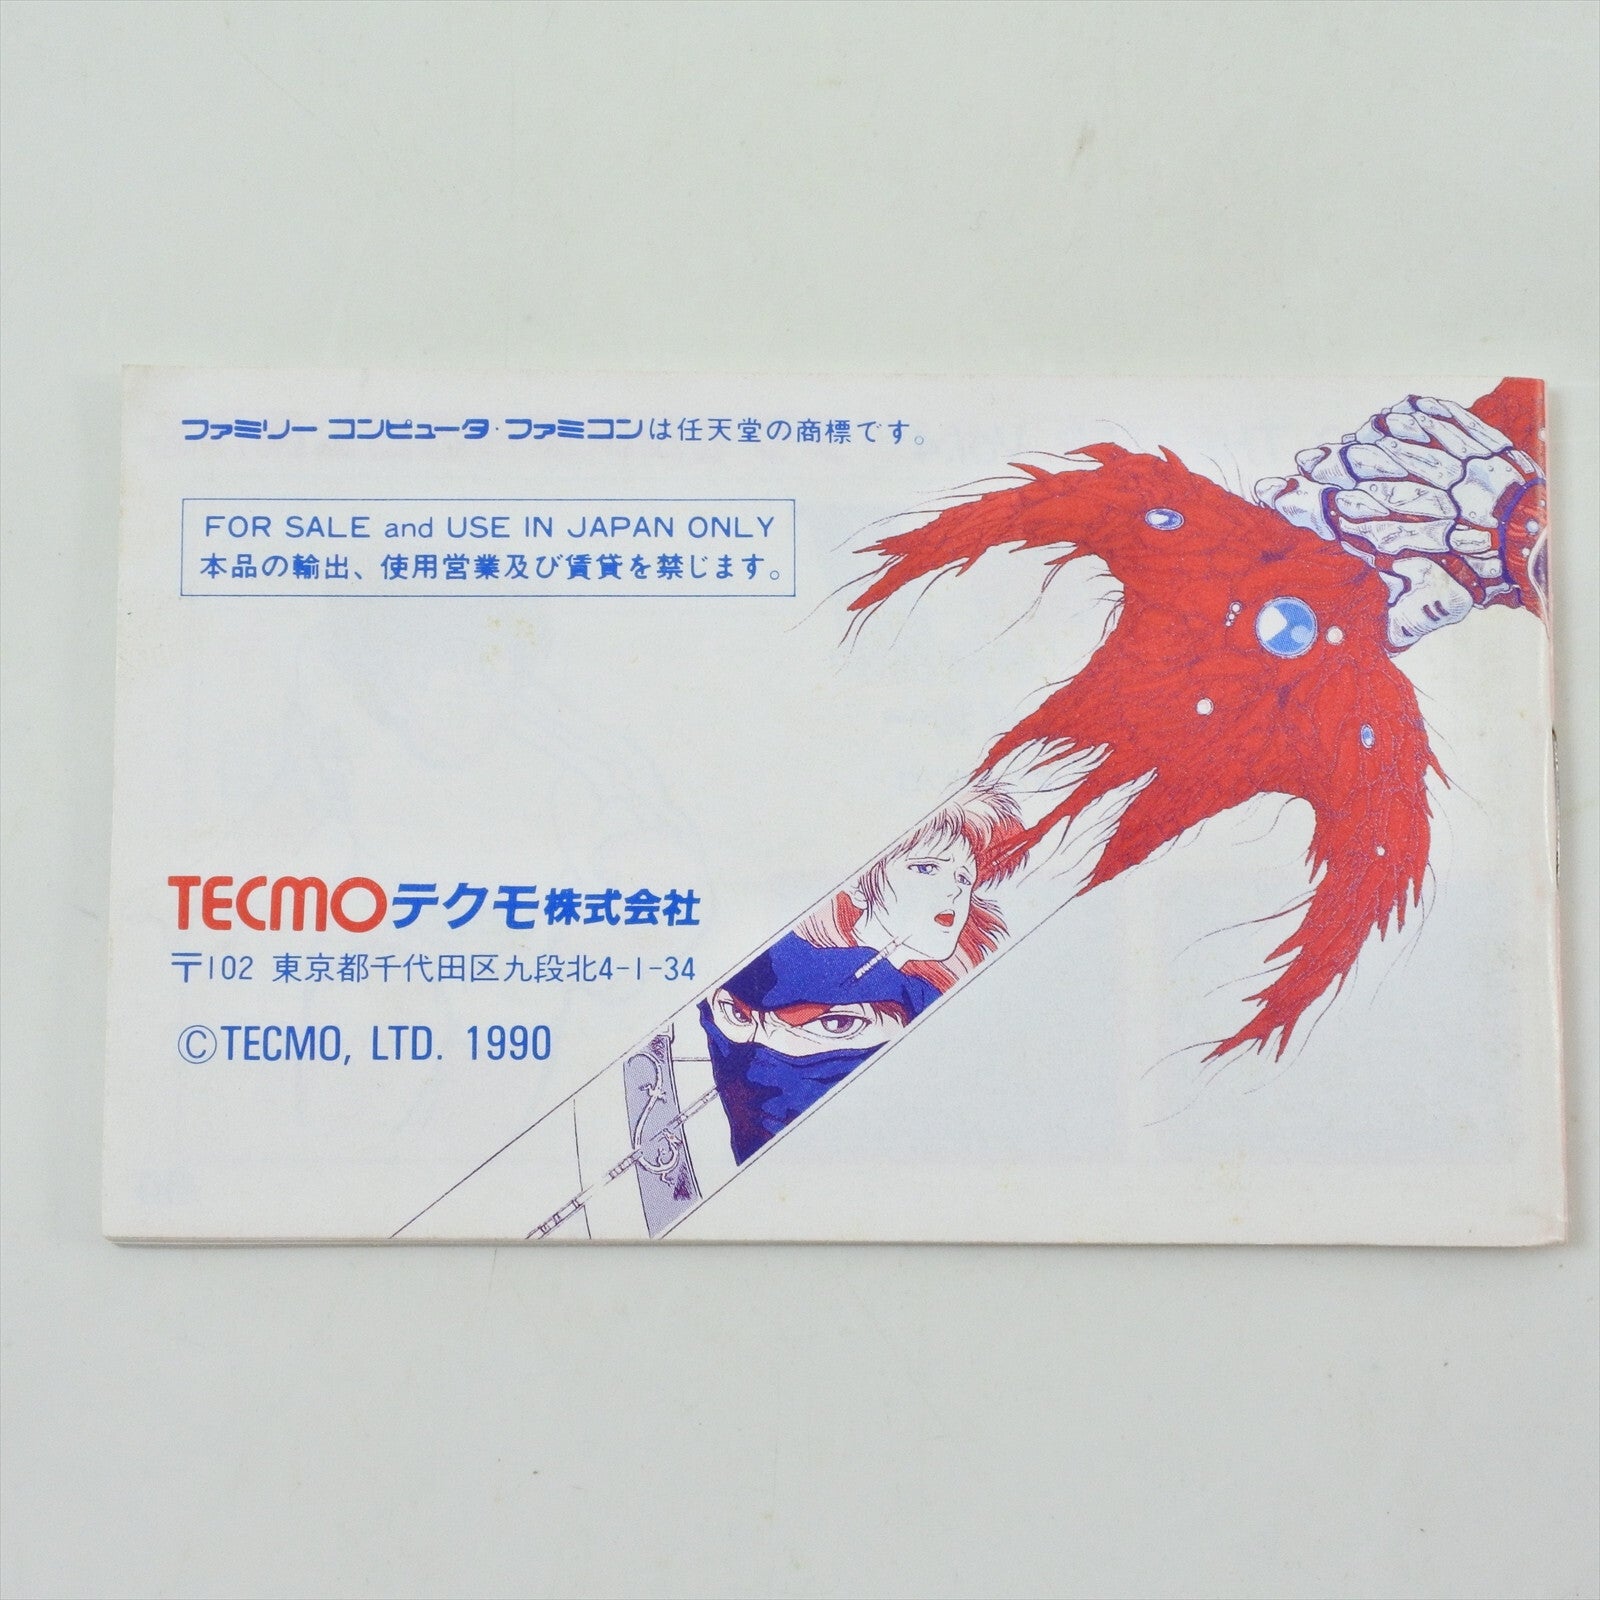 ファミリー コンピュータ・ファミコンは任天堂の商標です。
FOR SALE and USE IN JAPAN ONLY
本品の輸出、使用営業及び賃貸を禁じます。
TECMOテクモ株式会社
〒102 東京都千代田区九段北4-1-34
©TECMO, LTD. 1990